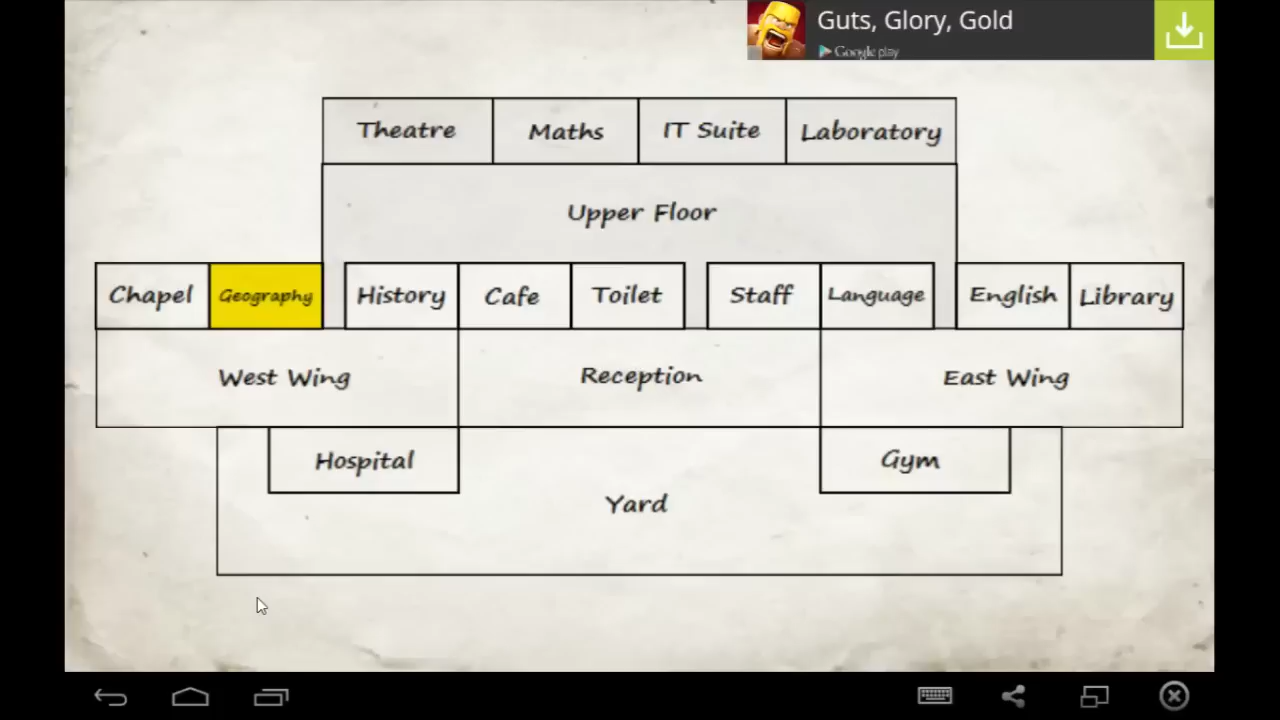 Guts, Glory, Gold
Google play
Theatre Maths IT Suite Laboratory
Upper Floor
Chapel Geography History Cafe Toilet Staff Language English Library
West Wing Reception East Wing
Hospital Gym
Yard